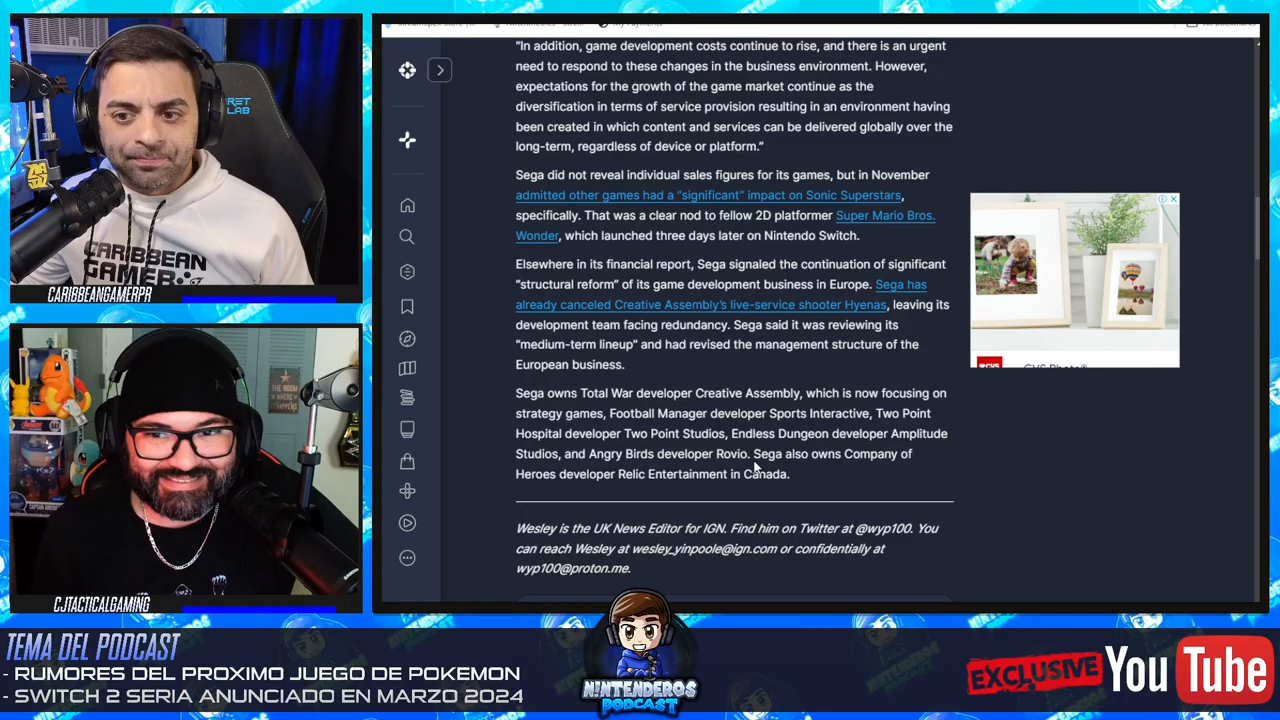 “In addition, game development costs continue to rise, and there is an urgent
need to respond to these changes in the business environment. However,
expectations for the growth of the game market continue as the
diversification in terms of service provision resulting in an environment having
been created in which content and services can be delivered globally over the
long-term, regardless of device or platform.”
Sega did not reveal individual sales figures for its games, but in November
admitted other games had a “significant” impact on Sonic Superstars,
specifically. That was a clear nod to fellow 2D platformer Super Mario Bros.
Wonder, which launched three days later on Nintendo Switch.
Elsewhere in its financial report, Sega signaled the continuation of significant
“structural reform” of its game development business in Europe. Sega has
already canceled Creative Assembly’s live-service shooter Hyenas, leaving its
development team facing redundancy. Sega said it was reviewing its
“medium-term lineup” and had revised the management structure of the
European business.
Sega owns Total War developer Creative Assembly, which is now focusing on
strategy games, Football Manager developer Sports Interactive, Two Point
Hospital developer Two Point Studios, Endless Dungeon developer Amplitude
Studios, and Angry Birds developer Rovio. Sega also owns Company of
Heroes developer Relic Entertainment in Canada.
Wesley is the UK News Editor for IGN. Find him on Twitter at @wyp100. You
can reach Wesley at wesley_yinpoole@ign.com or confidentially at
wyp100@proton.me.
CARIBBEAN
GAMER
CARIBBEANGAMERPR
CJTACTICALGAMING
TEMA DEL PODCAST
- RUMORES DEL PROXIMO JUEGO DE POKEMON
- SWITCH 2 SERIA ANUNCIADO EN MARZO 2024
NINTENDEROS
PODCAST
EXCLUSIVE
YouTube